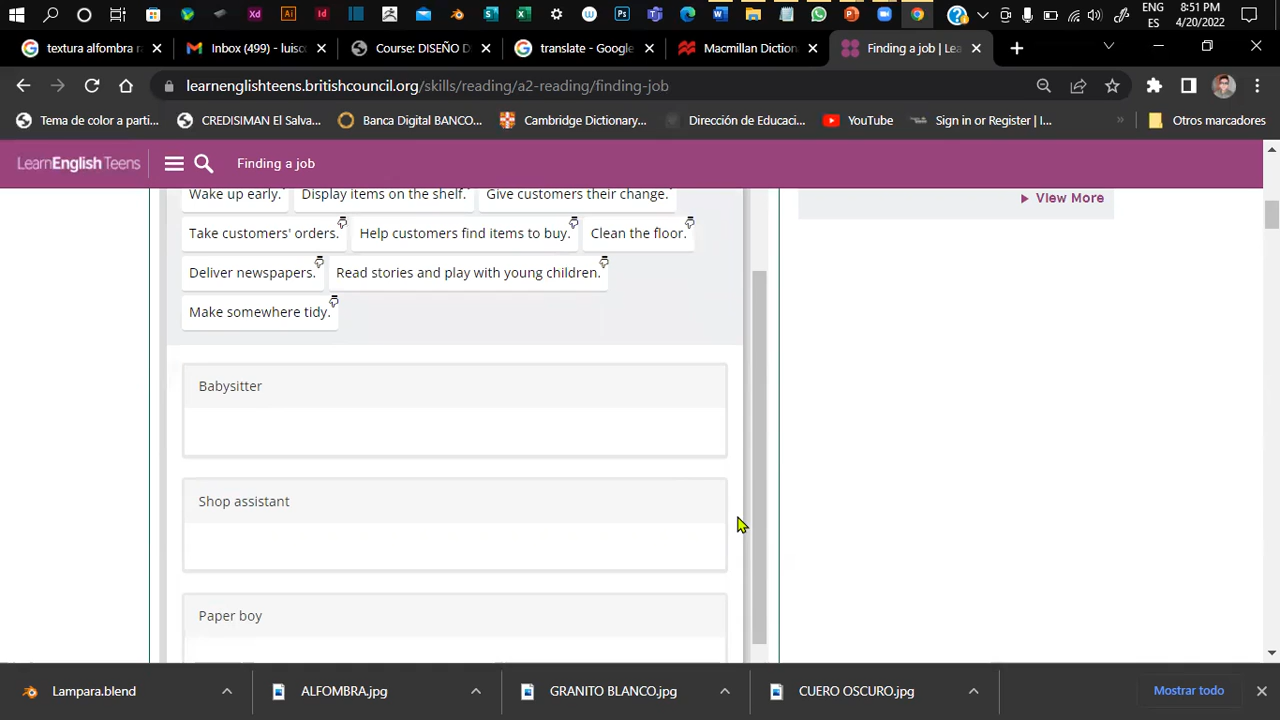 8:51 PM
ENG
ES
4/20/2022
textura alfombra ra
Inbox (499) - luisc
Course: DISEÑO D
translate - Google
Macmillan Diction
Finding a job | Lea
learnenglishteens.britishcouncil.org/skills/reading/a2-reading/finding-job
Tema de color a parti...
CREDISIMAN El Salva...
Banca Digital BANCO...
Cambridge Dictionary...
Dirección de Educaci...
YouTube
Sign in or Register | I...
»
Otros marcadores
LearnEnglish Teens
Finding a job
Wake up early.
Display items on the shelf.
Give customers their change.
View More
Take customers' orders.
Help customers find items to buy.
Clean the floor.
Deliver newspapers.
Read stories and play with young children.
Make somewhere tidy.
Babysitter
Shop assistant
Paper boy
Lampara.blend
ALFOMBRA.jpg
GRANITO BLANCO.jpg
CUERO OSCURO.jpg
Mostrar todo